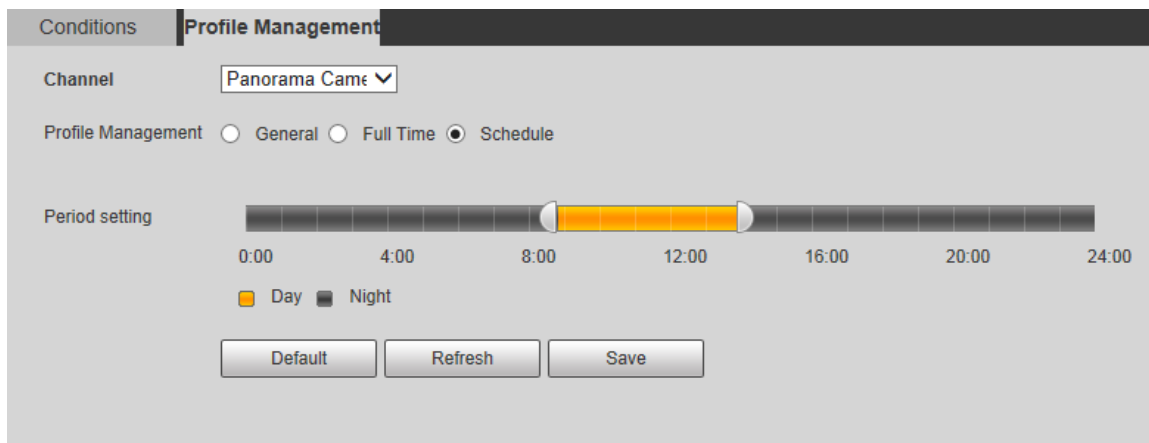 Conditions Profile Management
Channel Panorama Came
Profile Management General Full Time Schedule
Period setting
0:00 4:00 8:00 12:00 16:00 20:00 24:00
Day Night
Default Refresh Save